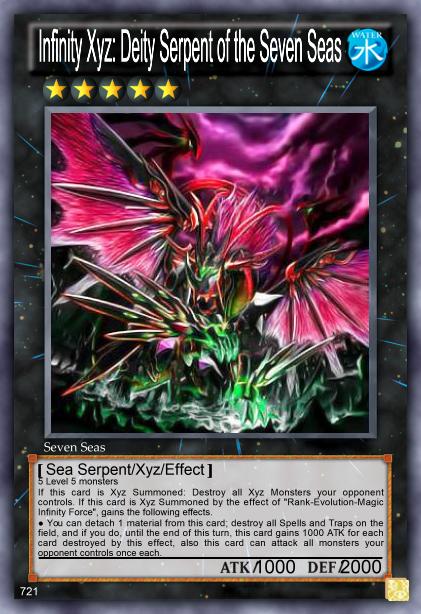 Infinity Xyz: Deity Serpent of the Seven Seas
WATER
水
Seven Seas
[ Sea Serpent/Xyz/Effect ]
5 Level 5 monsters
If this card is Xyz Summoned: Destroy all Xyz Monsters your opponent
controls. If this card is Xyz Summoned by the effect of "Rank-Evolution-Magic
Infinity Force", gains the following effects.
● You can detach 1 material from this card; destroy all Spells and Traps on the
field, and if you do, until the end of this turn, this card gains 1000 ATK for each
card destroyed by this effect, also this card can attack all monsters your
opponent controls once each.
ATK/1000 DEF/2000
721